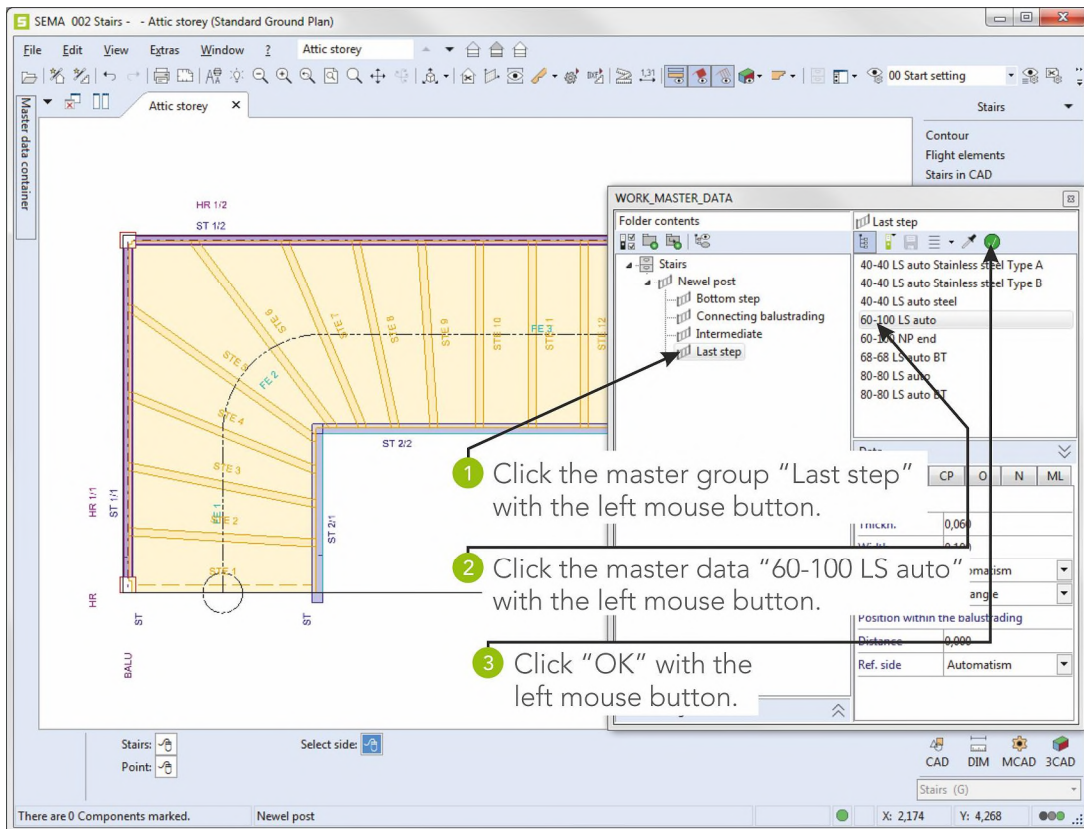 SEMA 002 Stairs - - Attic storey (Standard Ground Plan)
File Edit View Extras Window ? Attic storey
1,31 00 Start setting
Master data container
Attic storey
Stairs
Contour
Flight elements
Stairs in CAD
WORK_MASTER_DATA
Folder contents
Last step
Stairs
Newel post
Bottom step
Connecting balustrading
Intermediate
Last step
40-40 LS auto Stainless steel Type A
40-40 LS auto Stainless steel Type B
40-40 LS auto steel
60-100 LS auto
60-100 NP end
68-68 LS auto BT
80-80 LS auto
80-80 LS auto BT
CP O N ML
Thickn. 0,060
Position within the balustrading
Distance 0,000
Ref. side Automatism
HR 1/2
ST 1/2
STE 6
STE 7
STE 8
STE 9
STE 10
STE 11
STE 12
FE 3
STE 5
FE 2
STE 4
ST 2/2
STE 3
HR 1/1
ST 1/1
FE 1
STE 2
ST 2/1
STE 1
HR
ST
ST
BALU
1 Click the master group “Last step”
with the left mouse button.
2 Click the master data “60-100 LS auto”
with the left mouse button.
3 Click “OK” with the
left mouse button.
Stairs:
Select side:
Point:
CAD DIM MCAD 3CAD
Stairs (G)
There are 0 Components marked.
Newel post
X: 2,174 Y: 4,268